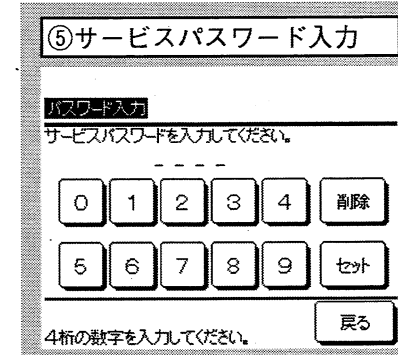 ⑤サービスパスワード入力
パスワード入力
サービスパスワードを入力してください。
----
0 1 2 3 4 削除
5 6 7 8 9 セット
戻る
4桁の数字を入力してください。